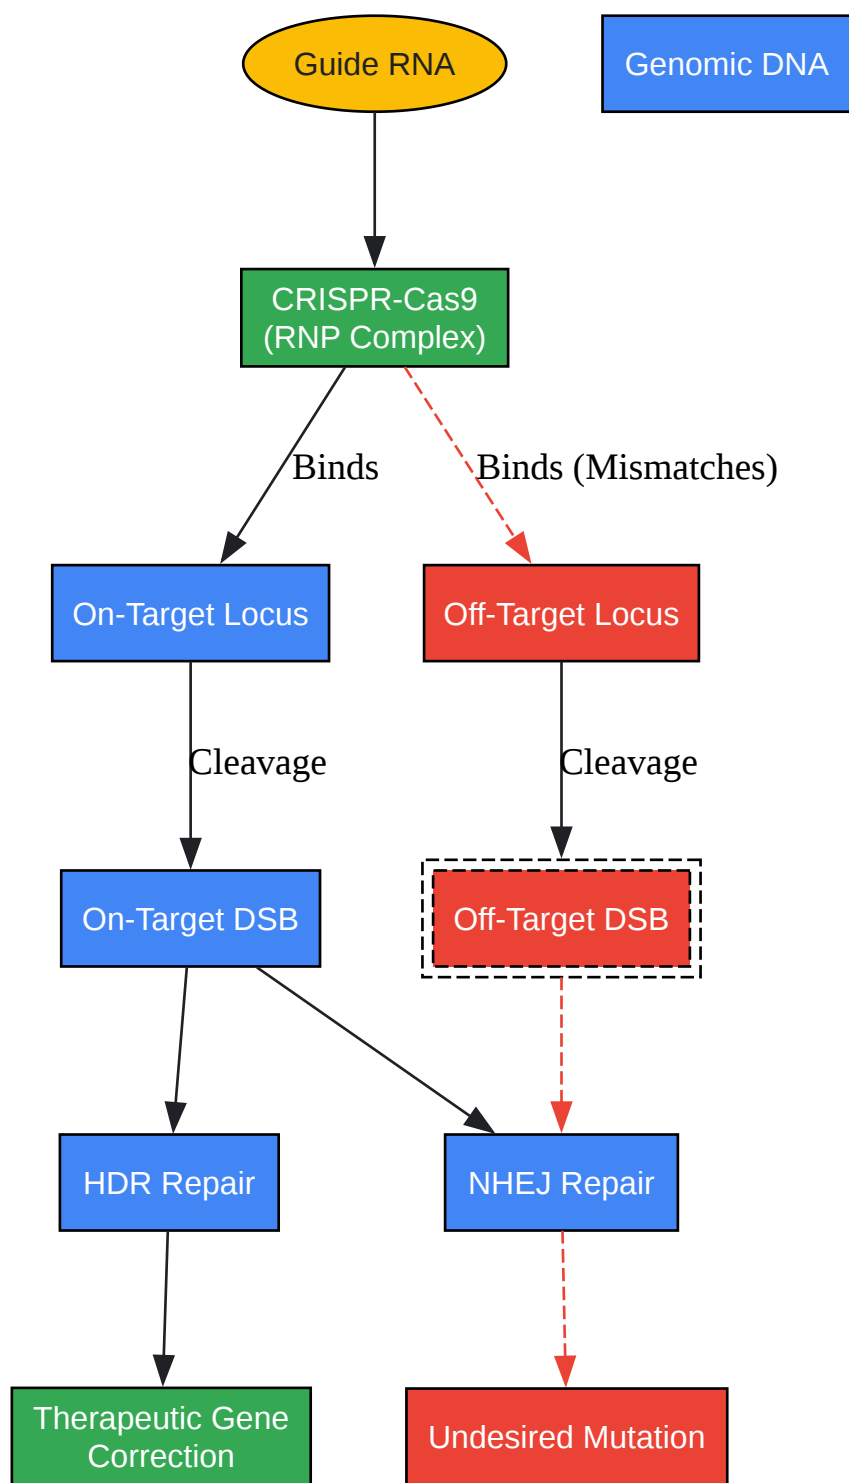 Guide RNA
Genomic DNA
CRISPR-Cas9
(RNP Complex)
Binds
Binds (Mismatches)
On-Target Locus
Off-Target Locus
Cleavage
Cleavage
On-Target DSB
Off-Target DSB
HDR Repair
NHEJ Repair
Therapeutic Gene
Correction
Undesired Mutation